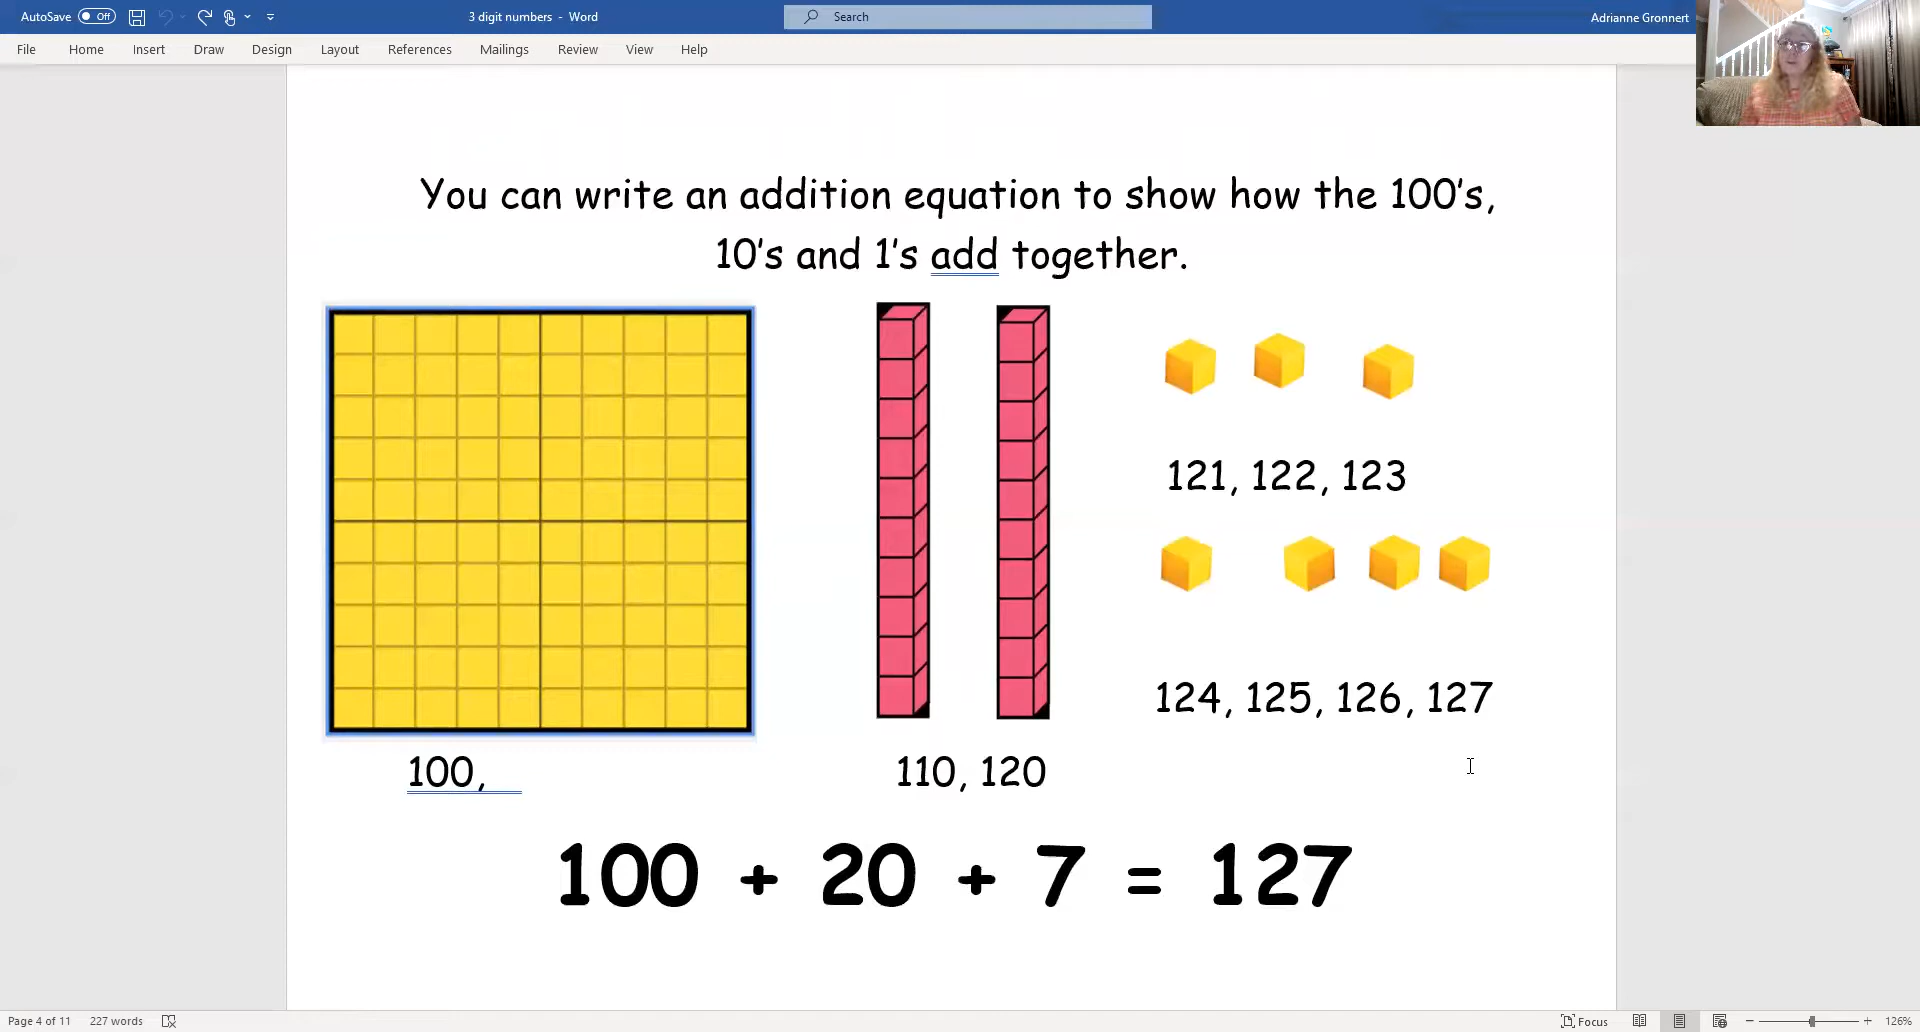 AutoSave Off 3 digit numbers - Word Search Adrianne Gronnert
File Home Insert Draw Design Layout References Mailings Review View Help
You can write an addition equation to show how the 100's,
10's and 1's add together.
121, 122, 123
124, 125, 126, 127
100, 110, 120
100 + 20 + 7 = 127
Page 4 of 11 227 words Focus 126%